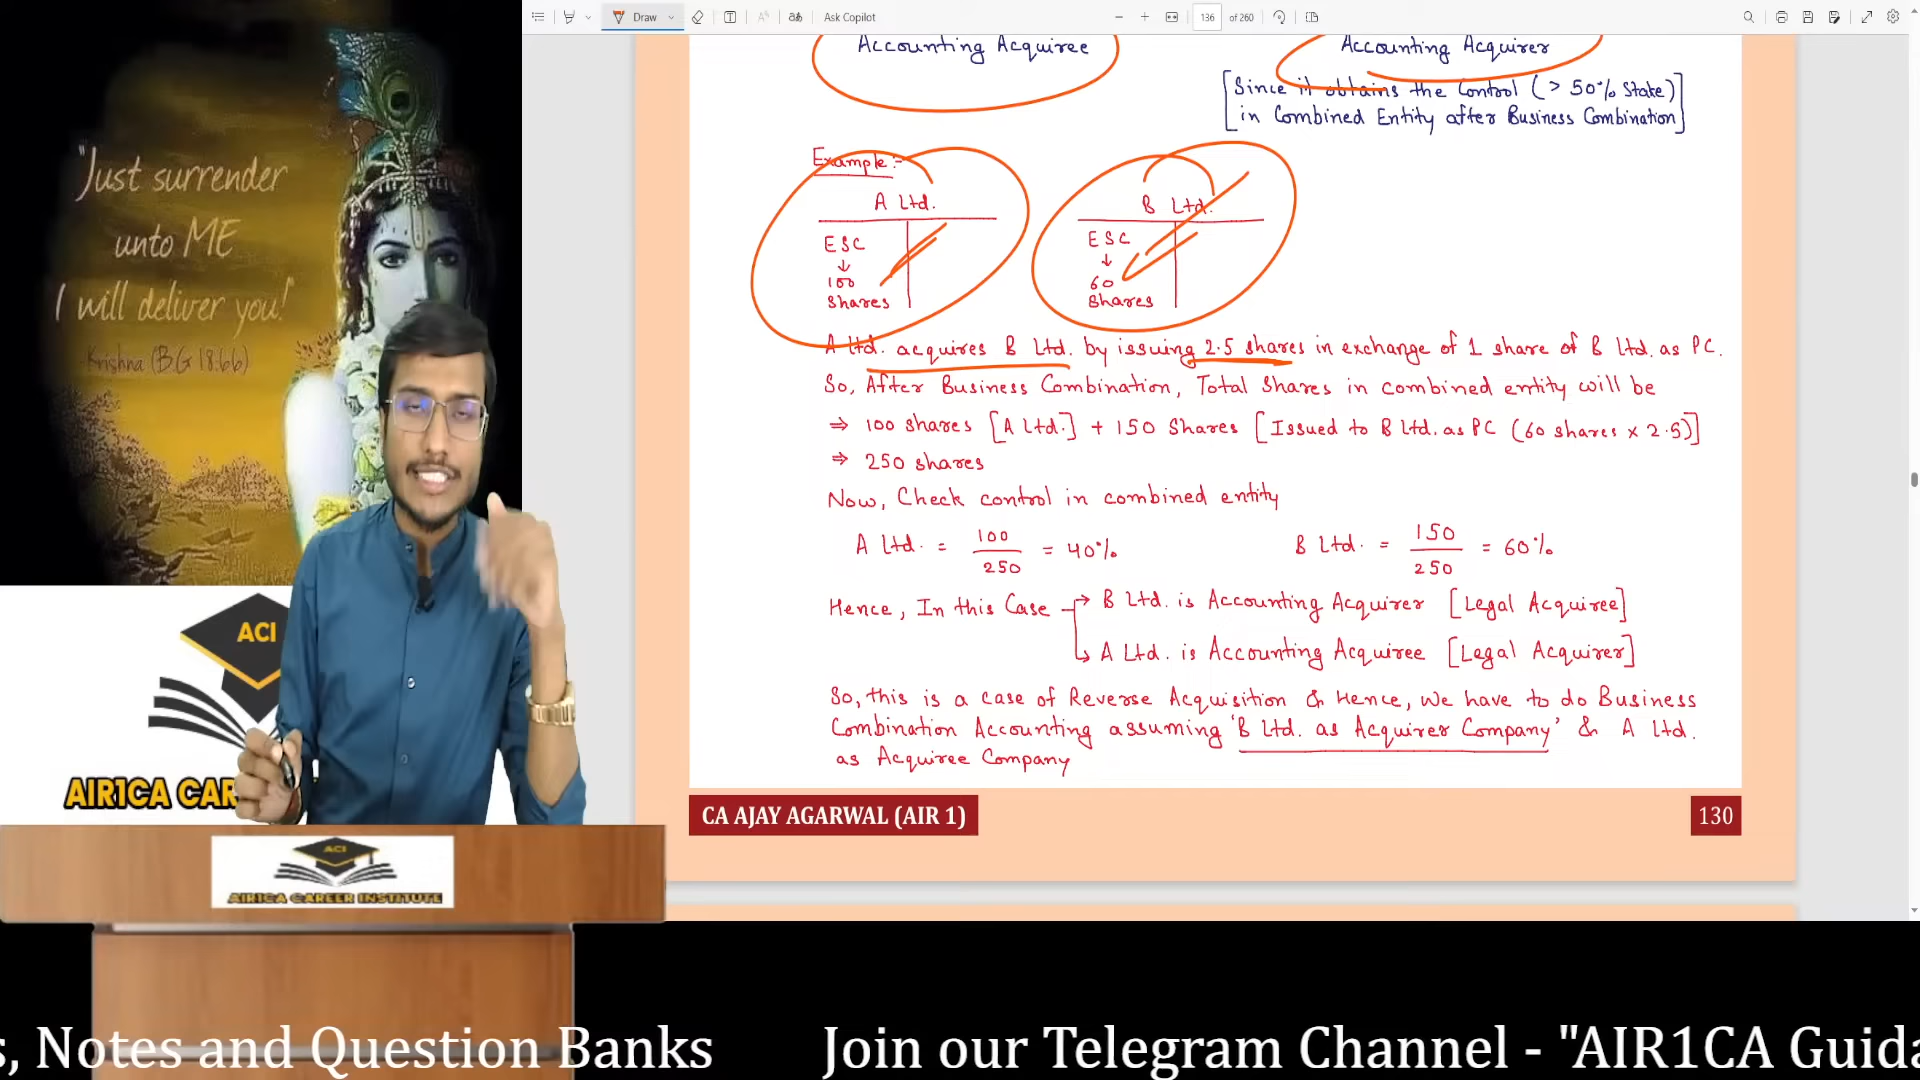 Draw
Ask Copilot
136
of 260
Accounting Acquiree
Accounting Acquirer
[Since it obtains the control (> 50% State)
in Combined Entity after Business Combination]
Example:-
A Ltd.
B Ltd.
ESC
↓
100
Shares
ESC
↓
60
Shares
A Ltd. acquires B Ltd. by issuing 2.5 shares in exchange of 1 share of B Ltd. as PC.
So, After Business Combination, Total Shares in combined entity will be
⇒ 100 shares [A Ltd.] + 150 Shares [Issued to B Ltd. as PC (60 shares × 2.5)]
⇒ 250 shares
Now, Check control in combined entity
A Ltd. = 100/250 = 40%
B Ltd. = 150/250 = 60%
Hence, In this Case → B Ltd. is Accounting Acquirer [Legal Acquiree]
↳ A Ltd. is Accounting Acquiree [Legal Acquirer]
So, this is a case of Reverse Acquisition & Hence, We have to do Business
Combination Accounting assuming 'B Ltd. as Acquirer Company' & A Ltd.
as Acquiree Company
CA AJAY AGARWAL (AIR 1)
130
"Just surrender
unto ME
I will deliver you!"
- Krishna (BG 18:66)
ACI
AIR1CA CAR
ACI
AIR1CA CAREER INSTITUTE
s, Notes and Question Banks
Join our Telegram Channel - "AIR1CA Guida